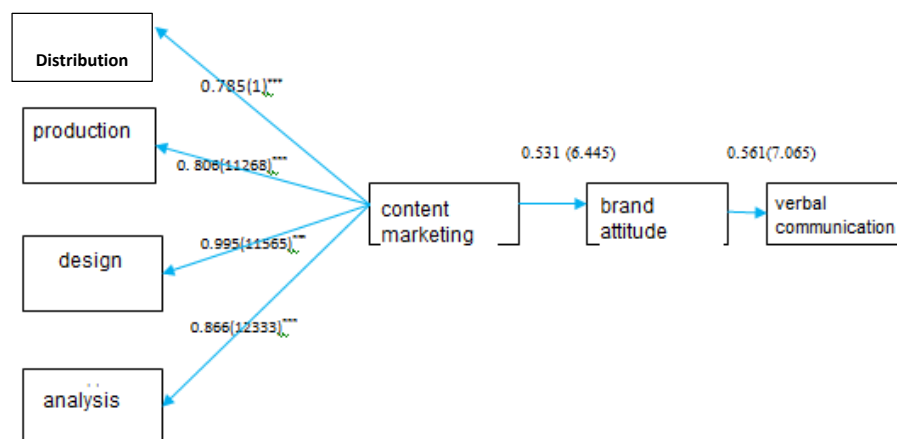 Distribution
0.785(1)***
production
0. 806(11268)***
0.531 (6.445)
0.561(7.065)
content
marketing
brand
attitude
verbal
communication
design
0.995(11565)***
0.866(12333)***
analysis